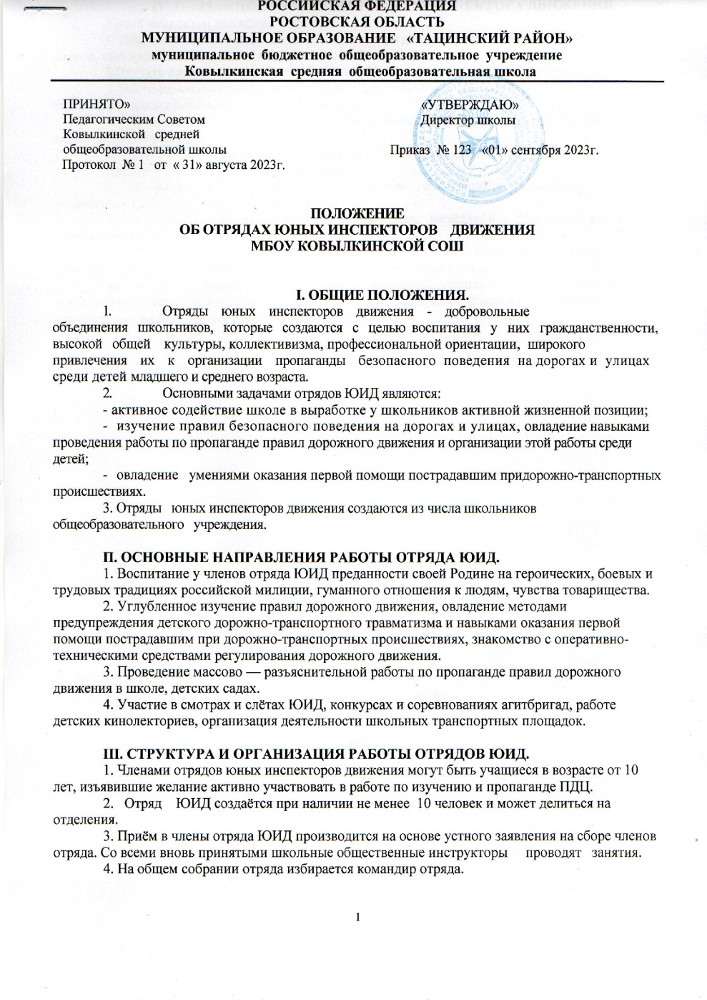 РОССИЙСКАЯ ФЕДЕРАЦИЯ
РОСТОВСКАЯ ОБЛАСТЬ
МУНИЦИПАЛЬНОЕ ОБРАЗОВАНИЕ «ТАЦИНСКИЙ РАЙОН»
муниципальное бюджетное общеобразовательное учреждение
Ковылкинская средняя общеобразовательная школа
ПРИНЯТО» «УТВЕРЖДАЮ»
Педагогическим Советом Директор школы
Ковылкинской средней
общеобразовательной школы Приказ № 123 «01» сентября 2023г.
Протокол № 1 от « 31» августа 2023г.
ПОЛОЖЕНИЕ
ОБ ОТРЯДАХ ЮНЫХ ИНСПЕКТОРОВ ДВИЖЕНИЯ
МБОУ КОВЫЛКИНСКОЙ СОШ
I. ОБЩИЕ ПОЛОЖЕНИЯ.
1. Отряды юных инспекторов движения - добровольные
объединения школьников, которые создаются с целью воспитания у них гражданственности,
высокой общей культуры, коллективизма, профессиональной ориентации, широкого
привлечения их к организации пропаганды безопасного поведения на дорогах и улицах
среди детей младшего и среднего возраста.
2. Основными задачами отрядов ЮИД являются:
- активное содействие школе в выработке у школьников активной жизненной позиции;
- изучение правил безопасного поведения на дорогах и улицах, овладение навыками
проведения работы по пропаганде правил дорожного движения и организации этой работы среди
детей;
- овладение умениями оказания первой помощи пострадавшим придорожно-транспортных
происшествиях.
3. Отряды юных инспекторов движения создаются из числа школьников
общеобразовательного учреждения.
П. ОСНОВНЫЕ НАПРАВЛЕНИЯ РАБОТЫ ОТРЯДА ЮИД.
1. Воспитание у членов отряда ЮИД преданности своей Родине на героических, боевых и
трудовых традициях российской милиции, гуманного отношения к людям, чувства товарищества.
2. Углубленное изучение правил дорожного движения, овладение методами
предупреждения детского дорожно-транспортного травматизма и навыками оказания первой
помощи пострадавшим при дорожно-транспортных происшествиях, знакомство с оперативно-
техническими средствами регулирования дорожного движения.
3. Проведение массово — разъяснительной работы по пропаганде правил дорожного
движения в школе, детских садах.
4. Участие в смотрах и слётах ЮИД, конкурсах и соревнованиях агитбригад, работе
детских кинолекториев, организация деятельности школьных транспортных площадок.
III. СТРУКТУРА И ОРГАНИЗАЦИЯ РАБОТЫ ОТРЯДОВ ЮИД.
1. Членами отрядов юных инспекторов движения могут быть учащиеся в возрасте от 10
лет, изъявившие желание активно участвовать в работе по изучению и пропаганде ПДЦ.
2. Отряд ЮИД создаётся при наличии не менее 10 человек и может делиться на
отделения.
3. Приём в члены отряда ЮИД производится на основе устного заявления на сборе членов
отряда. Со всеми вновь принятыми школьные общественные инструкторы проводят занятия.
4. На общем собрании отряда избирается командир отряда.
1